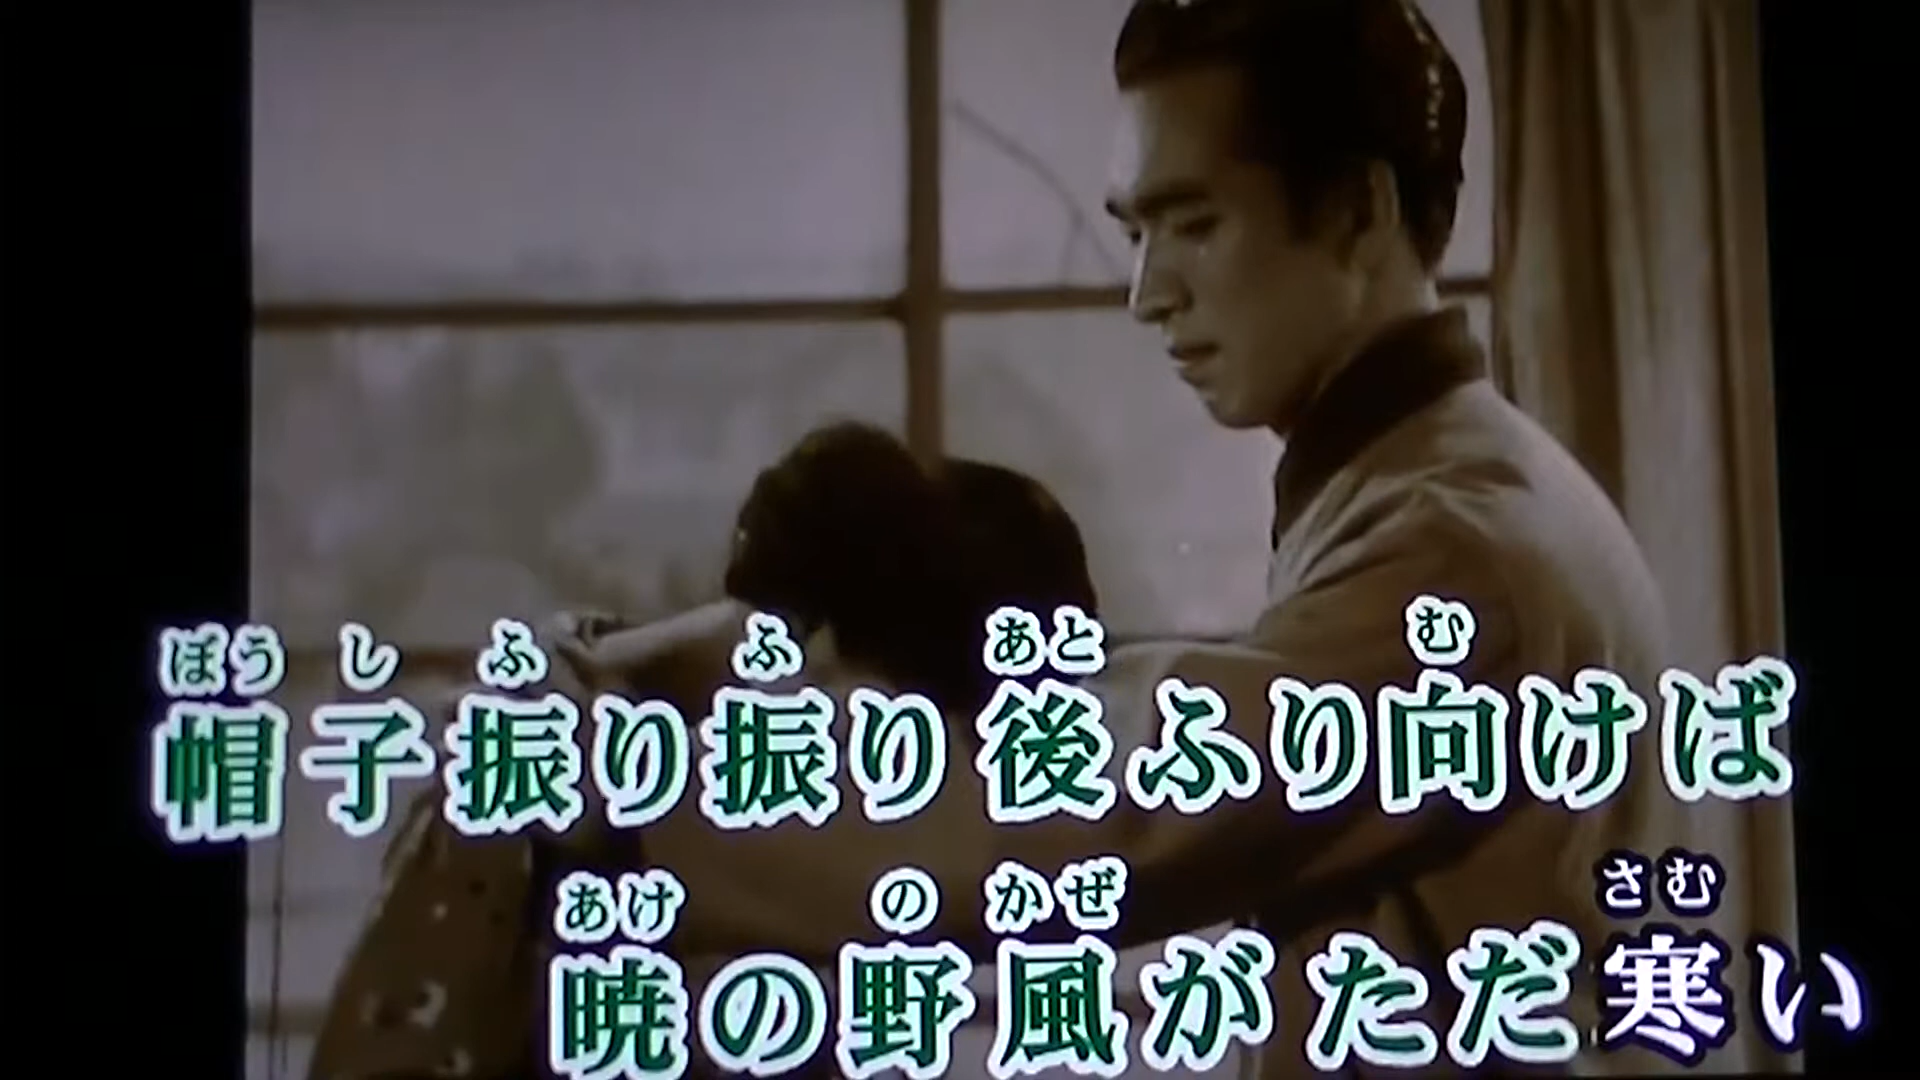 ぼうし ふ ふ あと む
帽子振り振り後ふり向けば
あけ の かぜ さむ
暁の野風がただ寒い